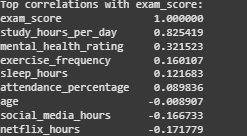 Top correlations with exam_score:
exam_score 1.000000
study_hours_per_day 0.825419
mental_health_rating 0.321523
exercise_frequency 0.160107
sleep_hours 0.121683
attendance_percentage 0.089836
age -0.008907
social_media_hours -0.166733
netflix_hours -0.171779